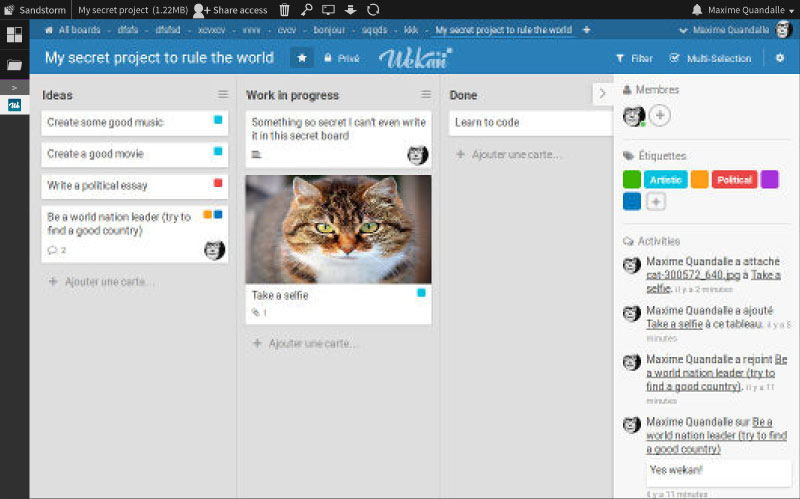 Sandstorm My secret project (1.22MB) Share access Maxime Quandalle
All boards - dfsfs - dfsfsd - xcvxcv - vvvv - cvcv - bonjour - sqqds - kkk - My secret project to rule the world Maxime Quandalle
My secret project to rule the world Privé Wekan Filter Multi-Selection
Ideas
Create some good music
Create a good movie
Write a political essay
Be a world nation leader (try to
find a good country)
2
Ajouter une carte...
Work in progress
Something so secret I can't even write
it in this secret board
Take a selfie
1
Ajouter une carte...
Done
Learn to code
Ajouter une carte...
Membres
Étiquettes
Artistic
Political
Activities
Maxime Quandalle a attaché
cat-300572_640.jpg à Take a
selfie. il y a 2 minutes
Maxime Quandalle a ajouté
Take a selfie à ce tableau. il y a 5
minutes
Maxime Quandalle a rejoint Be
a world nation leader (try to
find a good country). il y a 11
minutes
Maxime Quandalle sur Be a
world nation leader (try to find
a good country)
Yes wekan!
il y a 11 minutes